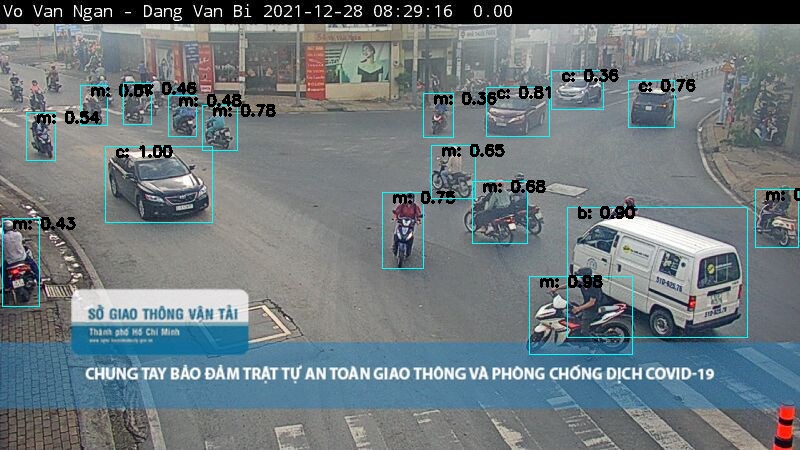 Vo Van Ngan - Dang Van Bi 2021-12-28 08:29:16  0.00
c: 0.36
c: 0.76
c: 0.81
m: 0.36
0.46
m: 0.48
m: 0.78
m: 0.54
c: 1.00
m: 0.65
m: 0.68
m: 0.75
m: 0.43
b: 0.90
m: 0.98
SỞ GIAO THÔNG VẬN TẢI
Thành phố Hồ Chí Minh
CHUNG TAY BẢO ĐẢM TRẬT TỰ AN TOÀN GIAO THÔNG VÀ PHÒNG CHỐNG DỊCH COVID-19